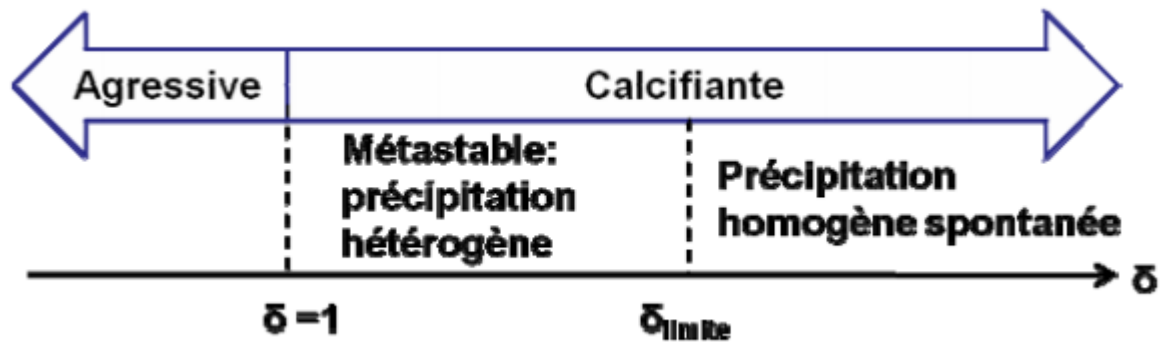 Agressive
Calcifiante
Métastable:
précipitation
hétérogène
Précipitation
homogène spontanée
δ
δ =1
δlimite